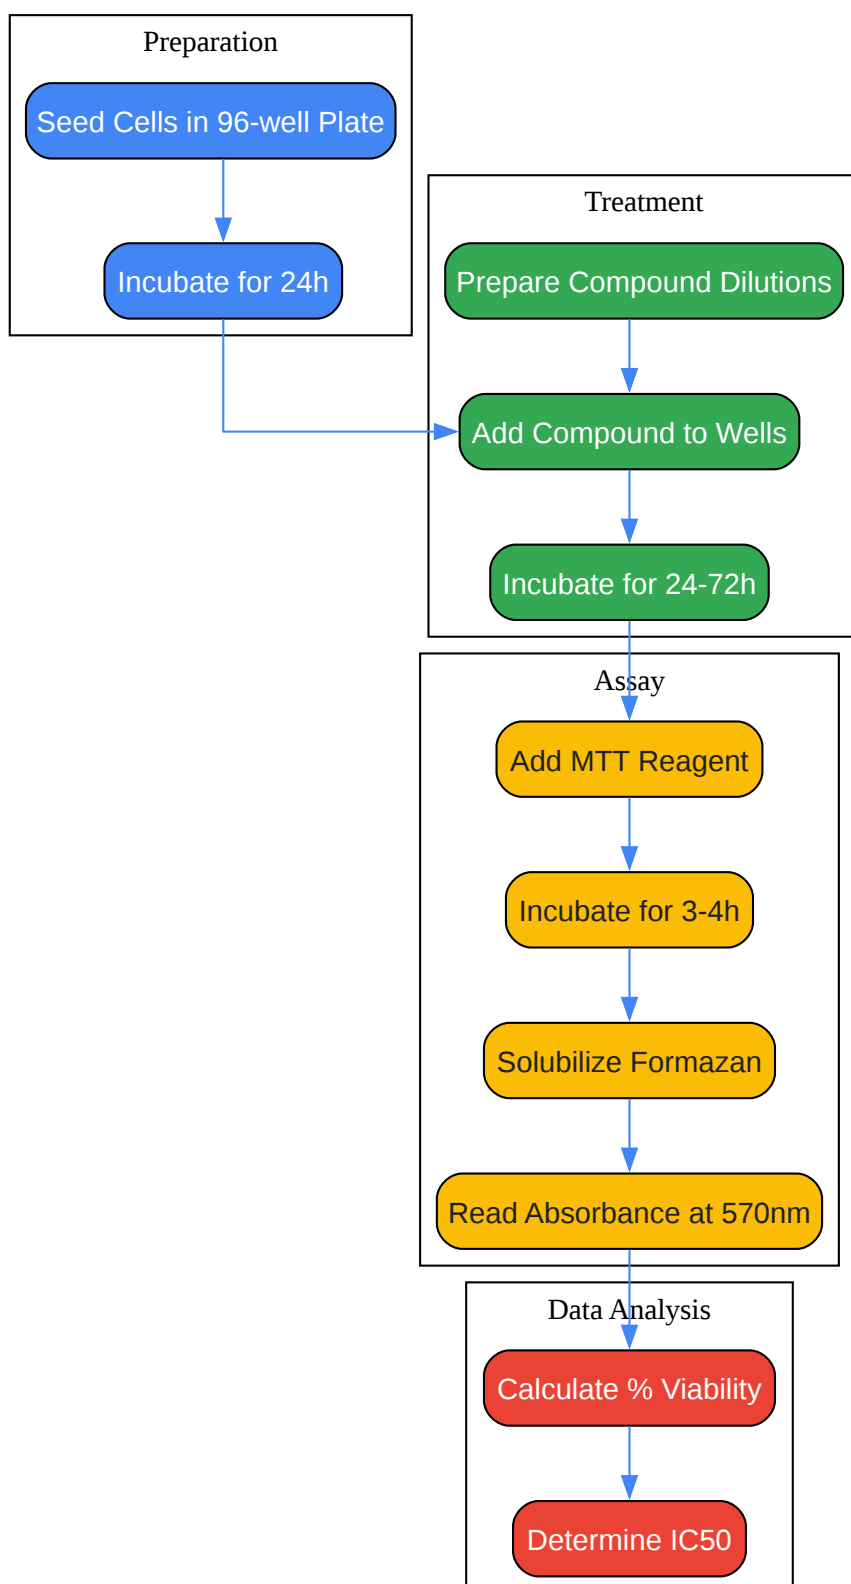 Preparation
Seed Cells in 96-well Plate
Incubate for 24h
Treatment
Prepare Compound Dilutions
Add Compound to Wells
Incubate for 24-72h
Assay
Add MTT Reagent
Incubate for 3-4h
Solubilize Formazan
Read Absorbance at 570nm
Data Analysis
Calculate % Viability
Determine IC50